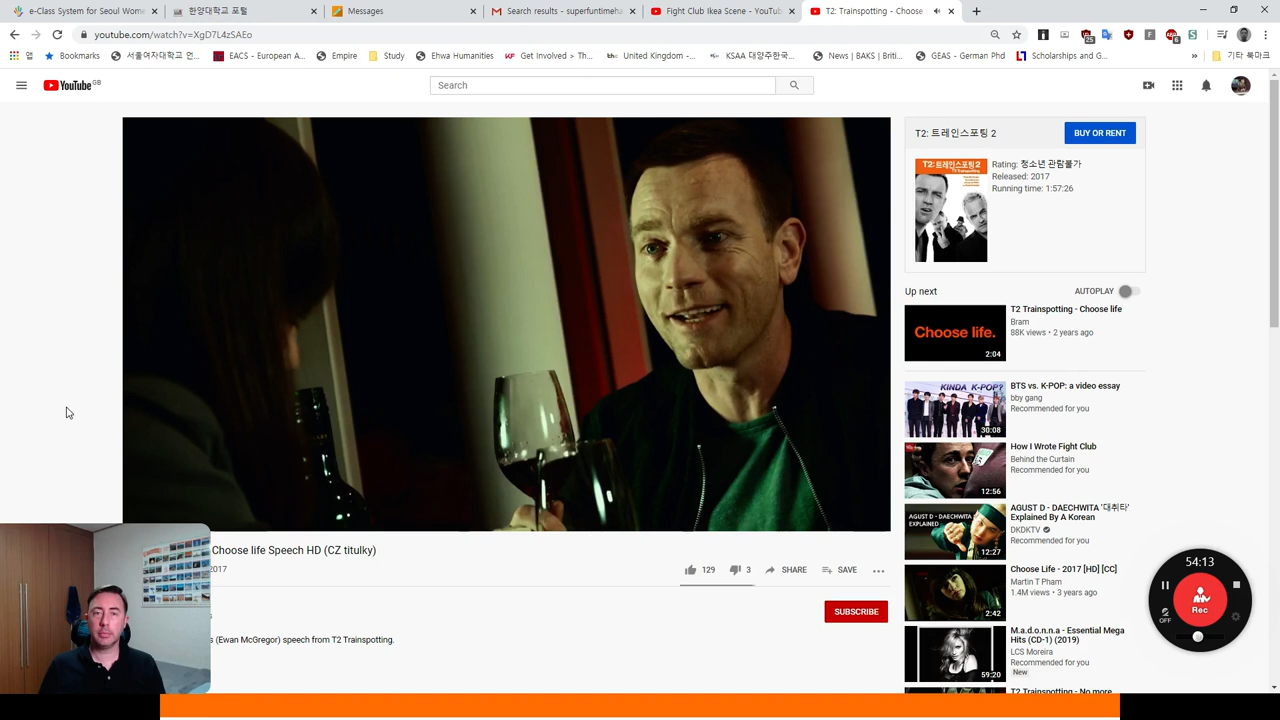 e-Class System for Seoul Wome
한양대학교 포털
Messages
Search results - superfuntimeha
Fight Club Ikea Scene - YouTub
T2: Trainspotting - Choose
youtube.com/watch?v=XgD7L4zSAEo
앱
Bookmarks
서울여자대학교 언...
EACS - European A...
Empire
Study
Ewha Humanities
Get Involved > Th...
United Kingdom -...
KSAA 대양주한국...
News | BAKS | Briti...
GEAS - German Phd
Scholarships and G...
»
기타 북마크
YouTube GB
Search
T2: 트레인스포팅 2
BUY OR RENT
T2:트레인스포팅2
Rating: 청소년 관람불가
Released: 2017
Running time: 1:57:26
Up next
AUTOPLAY
Choose life.
2:04
T2 Trainspotting - Choose life
Bram
88K views • 2 years ago
KINDA K-POP?
30:08
BTS vs. K-POP: a video essay
bby gang
Recommended for you
12:56
How I Wrote Fight Club
Behind the Curtain
Recommended for you
AGUST D - DAECHWITA
EXPLAINED
12:27
AGUST D - DAECHWITA '대취타'
Explained By A Korean
DKDKTV
Recommended for you
2:42
Choose Life - 2017 [HD] [CC]
Martin T Pham
1.4M views • 3 years ago
59:20
M.a.d.o.n.n.a - Essential Mega
Hits (CD-1) (2019)
LCS Moreira
Recommended for you
New
T2 Trainspotting - No more
Choose life Speech HD (CZ titulky)
2017
129
3
SHARE
SAVE
SUBSCRIBE
s (Ewan McGregor) speech from T2 Trainspotting.
54:13
Rec
OFF